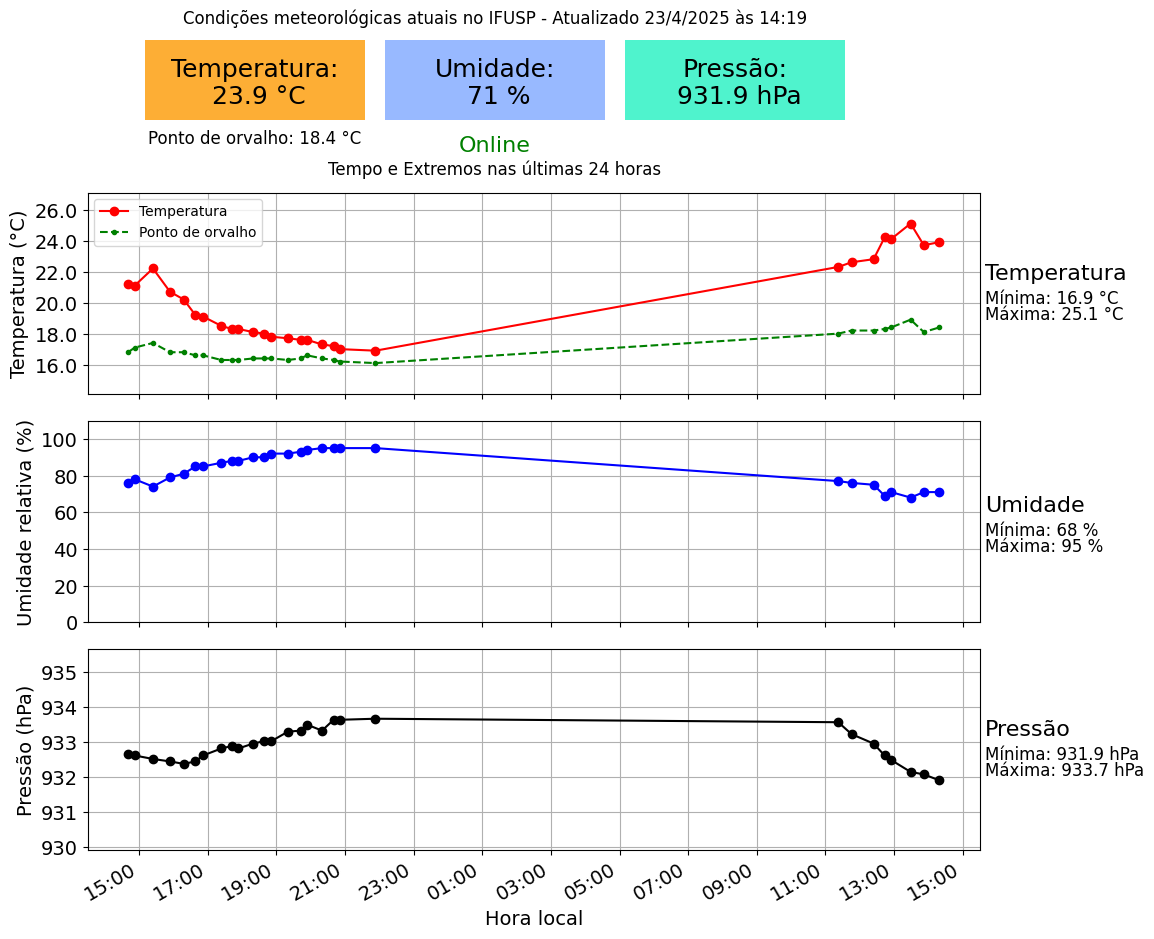 Condições meteorológicas atuais no IFUSP - Atualizado 23/4/2025 às 14:19
Temperatura:
23.9 °C
Umidade:
71 %
Pressão:
931.9 hPa
Ponto de orvalho: 18.4 °C
Online
Tempo e Extremos nas últimas 24 horas
Temperatura (°C)
26.0
24.0
22.0
20.0
18.0
16.0
Temperatura
Ponto de orvalho
Temperatura
Mínima: 16.9 °C
Máxima: 25.1 °C
Umidade relativa (%)
100
80
60
40
20
0
Umidade
Mínima: 68 %
Máxima: 95 %
Pressão (hPa)
935
934
933
932
931
930
Pressão
Mínima: 931.9 hPa
Máxima: 933.7 hPa
15:00 17:00 19:00 21:00 23:00 01:00 03:00 05:00 07:00 09:00 11:00 13:00 15:00
Hora local